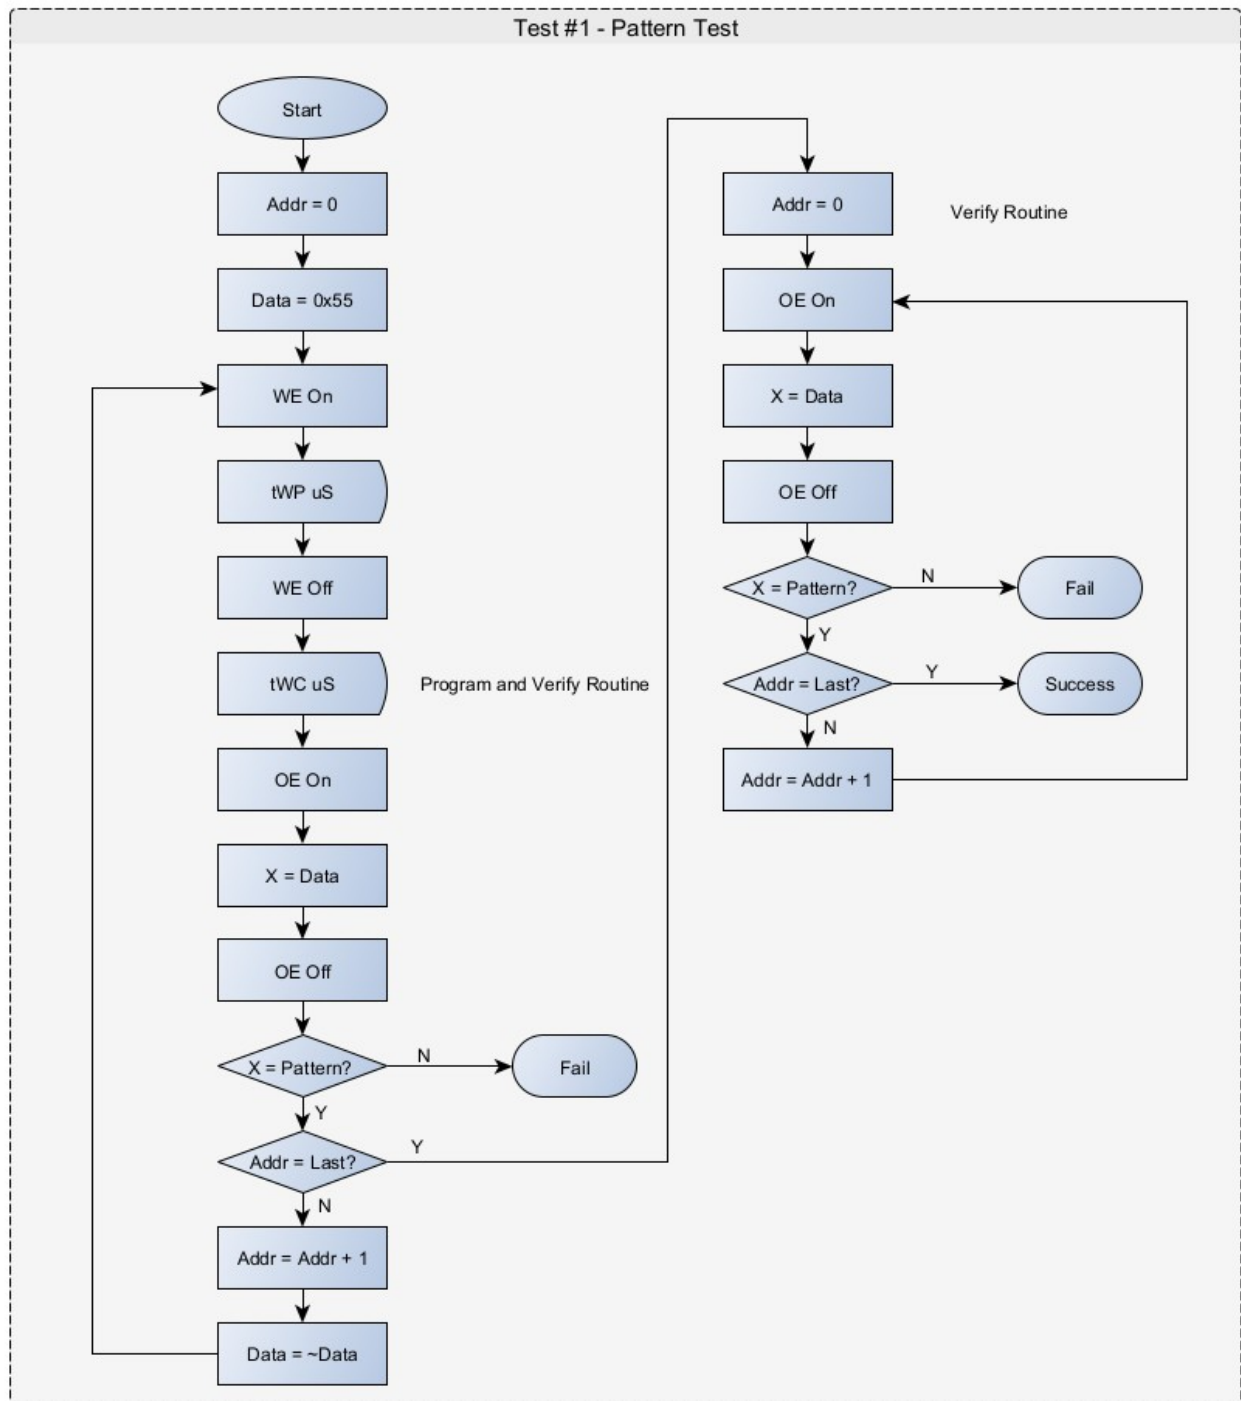 Test #1 - Pattern Test
Start
Addr = 0
Data = 0x55
WE On
tWP uS
WE Off
tWC uS
Program and Verify Routine
OE On
X = Data
OE Off
X = Pattern?
N
Fail
Y
Addr = Last?
Y
N
Addr = Addr + 1
Data = ~Data
Addr = 0
Verify Routine
OE On
X = Data
OE Off
X = Pattern?
N
Fail
Y
Addr = Last?
Y
Success
N
Addr = Addr + 1